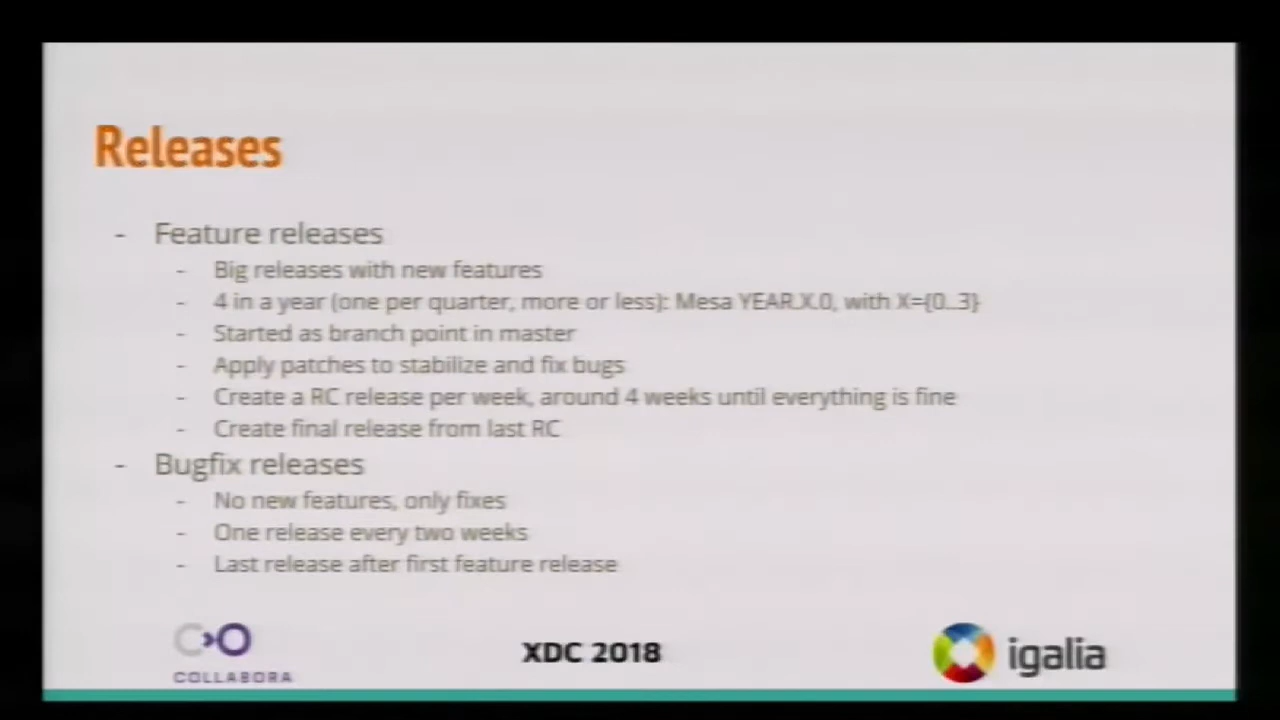 Releases
- Feature releases
- Big releases with new features
- 4 in a year (one per quarter, more or less): Mesa YEAR.X.0, with X={0..3}
- Started as branch point in master
- Apply patches to stabilize and fix bugs
- Create a RC release per week, around 4 weeks until everything is fine
- Create final release from last RC
- Bugfix releases
- No new features, only fixes
- One release every two weeks
- Last release after first feature release
COLLABORA
XDC 2018
igalia